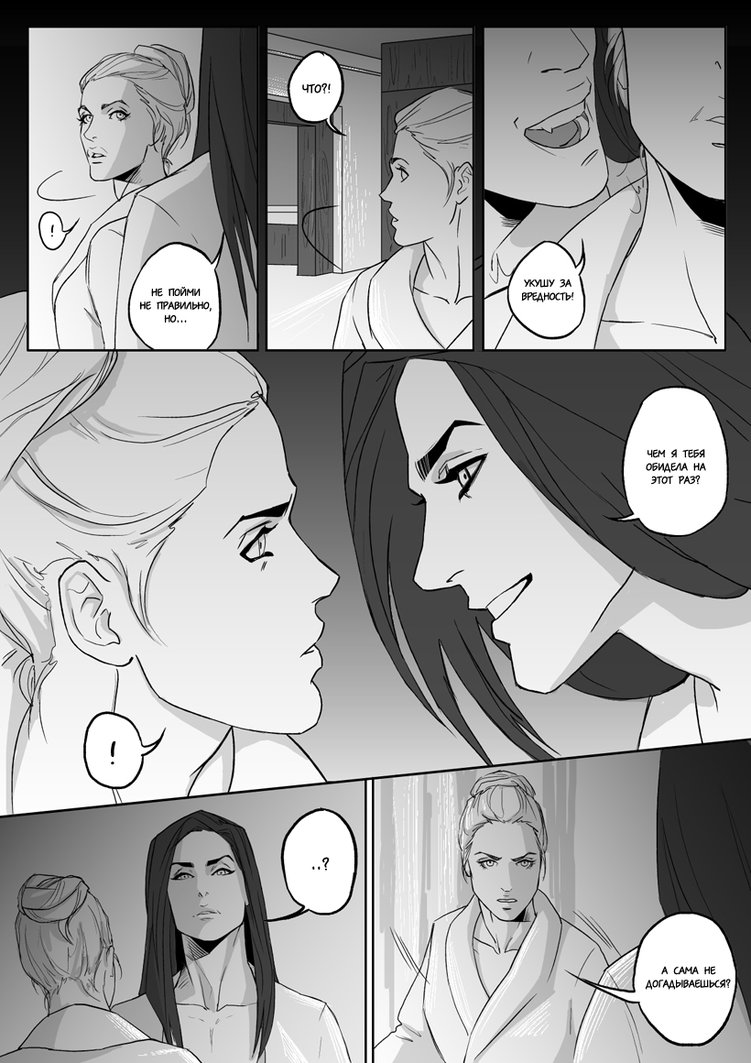 !
НЕ ПОЙМИ
НЕ ПРАВИЛЬНО,
НО...
ЧТО?!
УКУШУ ЗА
ВРЕДНОСТЬ!
ЧЕМ Я ТЕБЯ
ОБИДЕЛА НА
ЭТОТ РАЗ?
!
..?
А САМА НЕ
ДОГАДЫВАЕШЬСЯ?